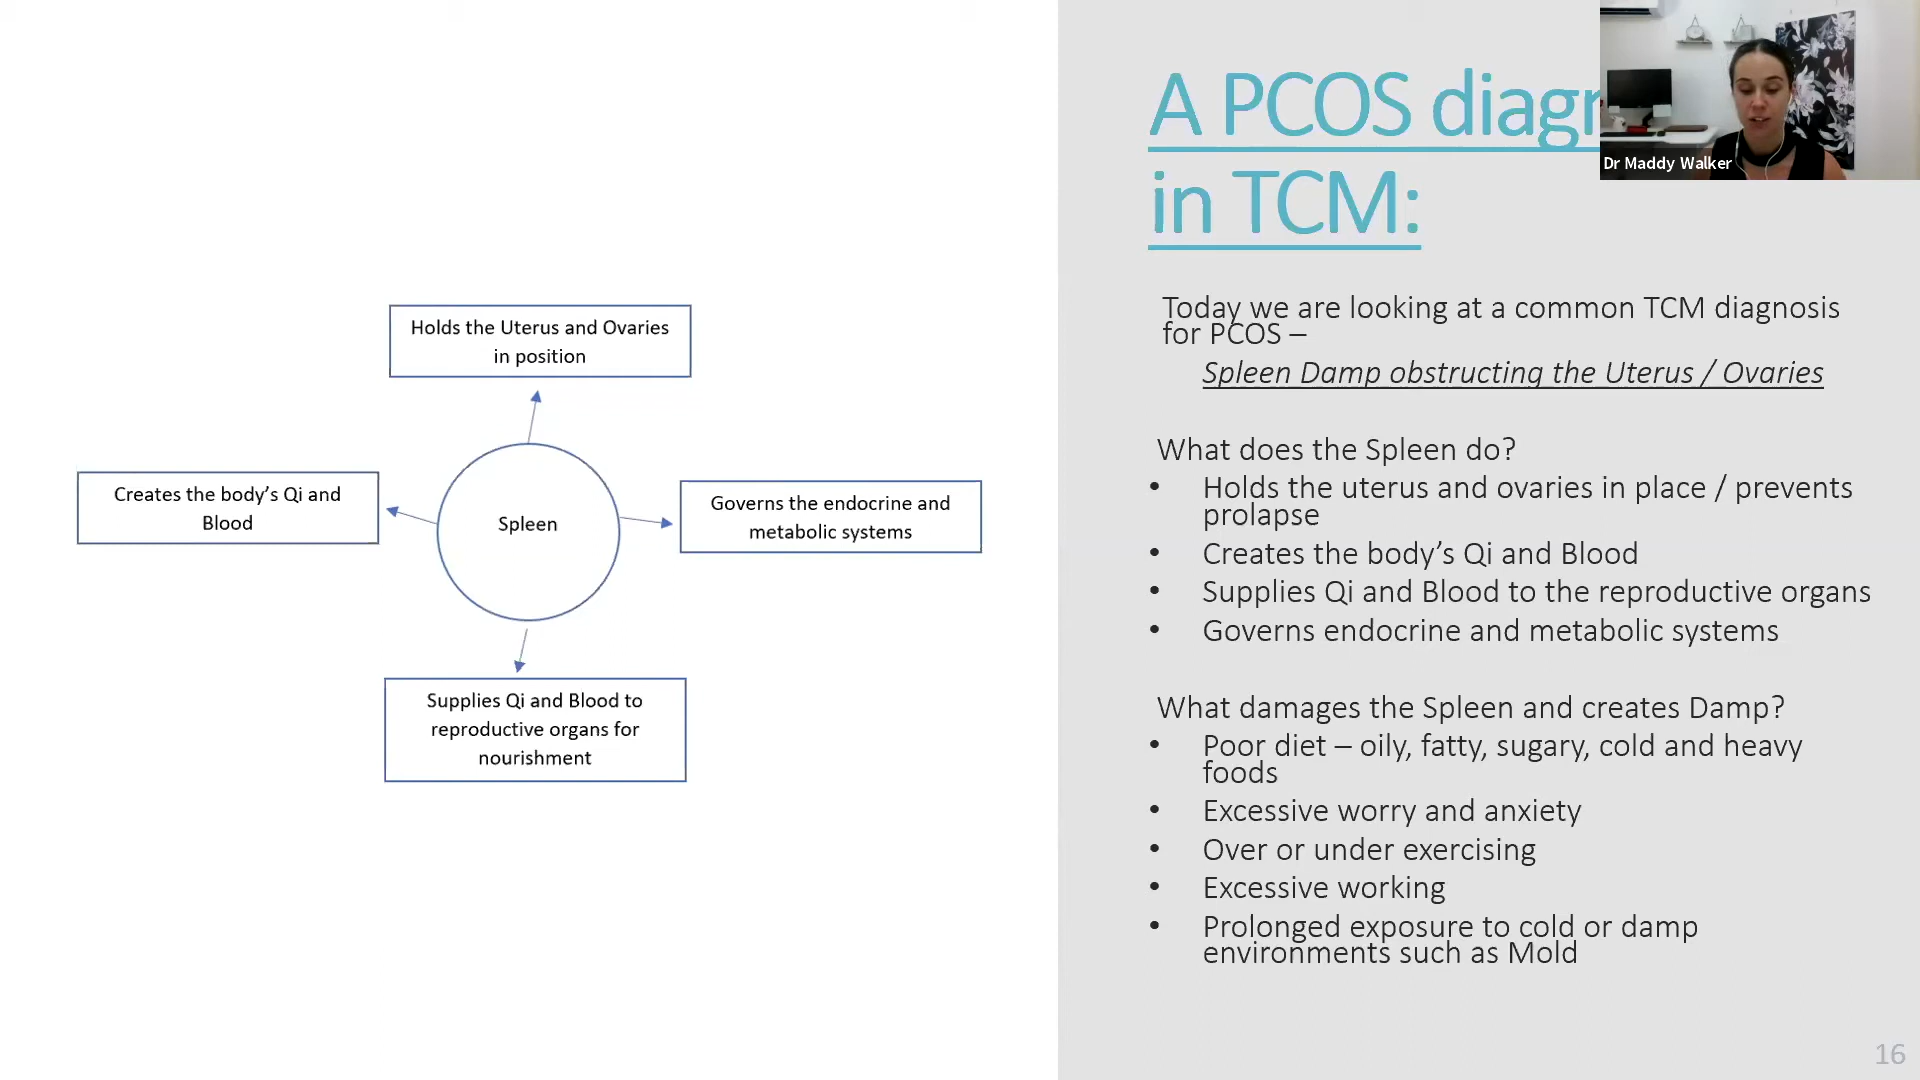 Holds the Uterus and Ovaries
in position
Creates the body's Qi and
Blood
Spleen
Governs the endocrine and
metabolic systems
Supplies Qi and Blood to
reproductive organs for
nourishment
A PCOS
in TCM:
Dr Maddy Walker
Today we are looking at a common TCM diagnosis
for PCOS –
Spleen Damp obstructing the Uterus / Ovaries
What does the Spleen do?
• Holds the uterus and ovaries in place / prevents
prolapse
• Creates the body's Qi and Blood
• Supplies Qi and Blood to the reproductive organs
• Governs endocrine and metabolic systems
What damages the Spleen and creates Damp?
• Poor diet – oily, fatty, sugary, cold and heavy
foods
• Excessive worry and anxiety
• Over or under exercising
• Excessive working
• Prolonged exposure to cold or damp
environments such as Mold
16